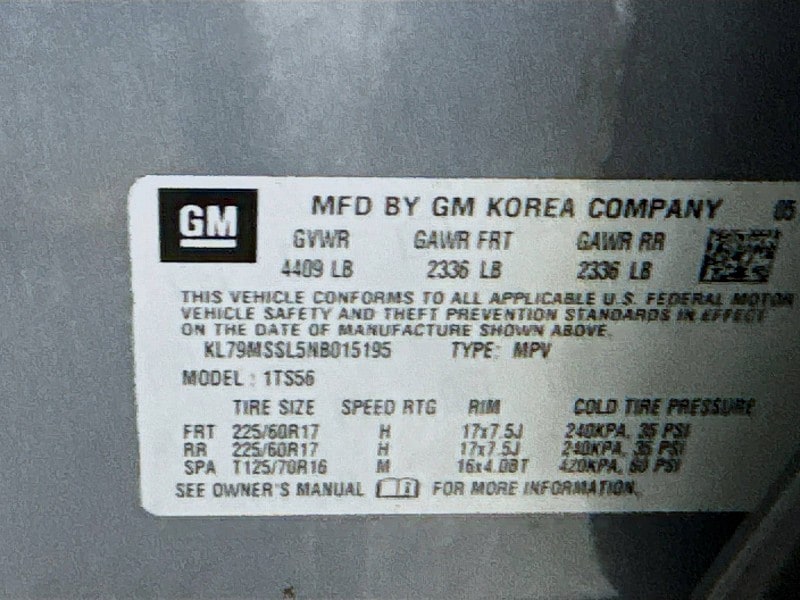 GM MFD BY GM KOREA COMPANY 05
GVWR GAWR FRT GAWR RR
4409 LB 2336 LB 2336 LB
THIS VEHICLE CONFORMS TO ALL APPLICABLE U.S. FEDERAL MOTOR
VEHICLE SAFETY AND THEFT PREVENTION STANDARDS IN EFFECT
ON THE DATE OF MANUFACTURE SHOWN ABOVE.
KL79MSSL5NB015195 TYPE: MPV
MODEL : 1TS56
TIRE SIZE SPEED RTG RIM COLD TIRE PRESSURE
FRT 225/60R17 H 17x7.5J 240KPA, 35 PSI
RR 225/60R17 H 17x7.5J 240KPA, 35 PSI
SPA T125/70R16 M 16x4.0BT 420KPA, 60 PSI
SEE OWNER'S MANUAL FOR MORE INFORMATION.